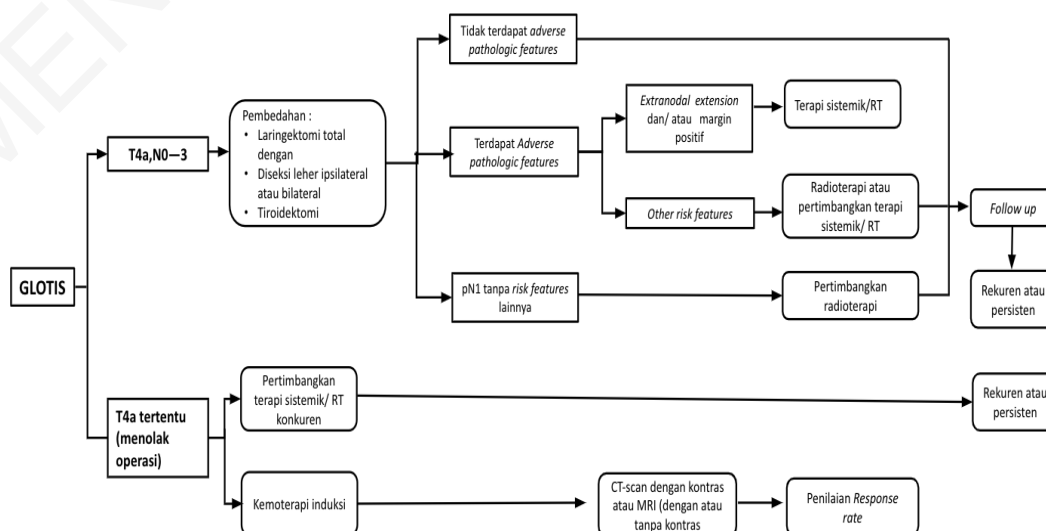 Tidak terdapat adverse
pathologic features
Pembedahan :
• Laringektomi total
dengan
• Diseksi leher ipsilateral
atau bilateral
• Tiroidektomi
T4a,N0—3
Terdapat Adverse
pathologic features
Extranodal extension
dan/ atau margin
positif
Terapi sistemik/RT
Other risk features
Radioterapi atau
pertimbangkan terapi
sistemik/ RT
Follow up
GLOTIS
pN1 tanpa risk features
lainnya
Pertimbangkan
radioterapi
Rekuren atau
persisten
T4a tertentu
(menolak
operasi)
Pertimbangkan
terapi sistemik/ RT
konkuren
Rekuren atau
persisten
Kemoterapi induksi
CT-scan dengan kontras
atau MRI (dengan atau
tanpa kontras
Penilaian Response
rate